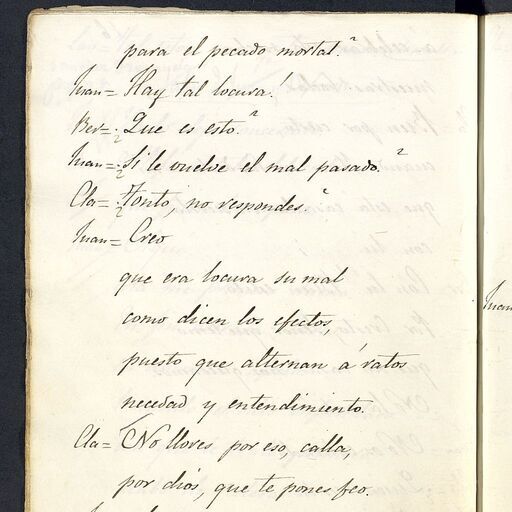 para el pecado mortal?
Juan= Hay tal locura!
Ber= ¿Que es esto?
Juan= ¿Si le vuelve el mal pasado?
Cla= ¿Tonto, no respondes?
Juan= Creo
que era locura su mal
como dicen los efectos,
puesto que alternan á ratos
necedad y entendimiento.
Cla= No llores por eso, calla,
por dios, que te pones feo.
Juan